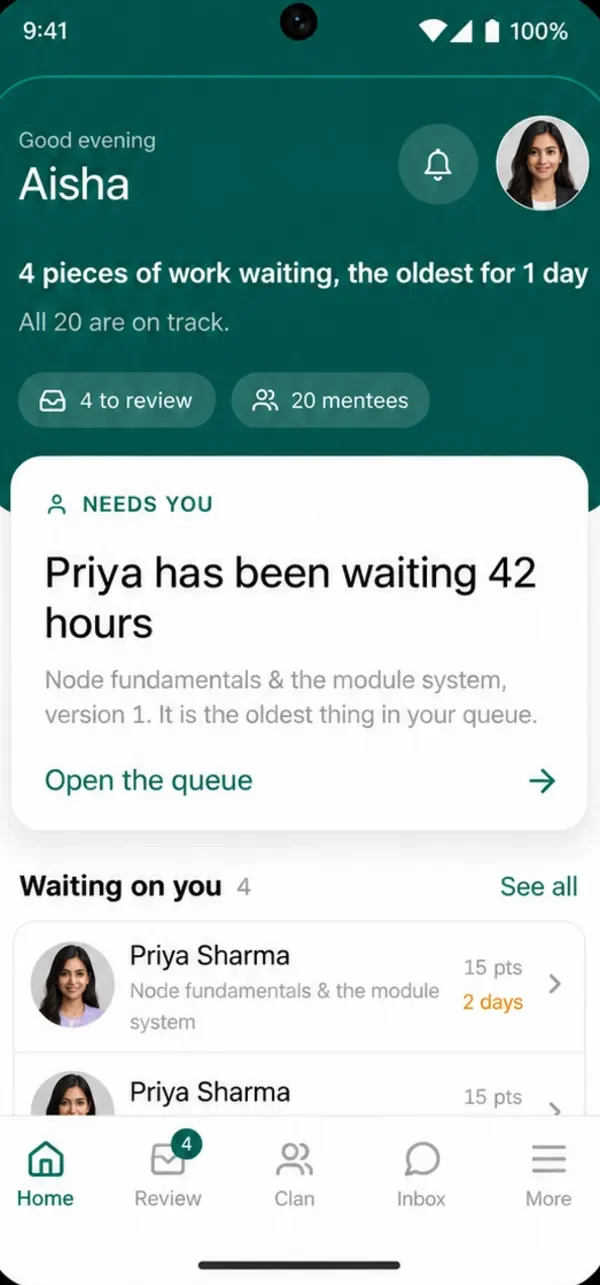 9:41
100%
Good evening
Aisha
4 pieces of work waiting, the oldest for 1 day
All 20 are on track.
4 to review
20 mentees
NEEDS YOU
Priya has been waiting 42
hours
Node fundamentals & the module system,
version 1. It is the oldest thing in your queue.
Open the queue
Waiting on you 4
See all
Priya Sharma
15 pts
Node fundamentals & the module
system
2 days
Priya Sharma
15 pts
4
Home
Review
Clan
Inbox
More